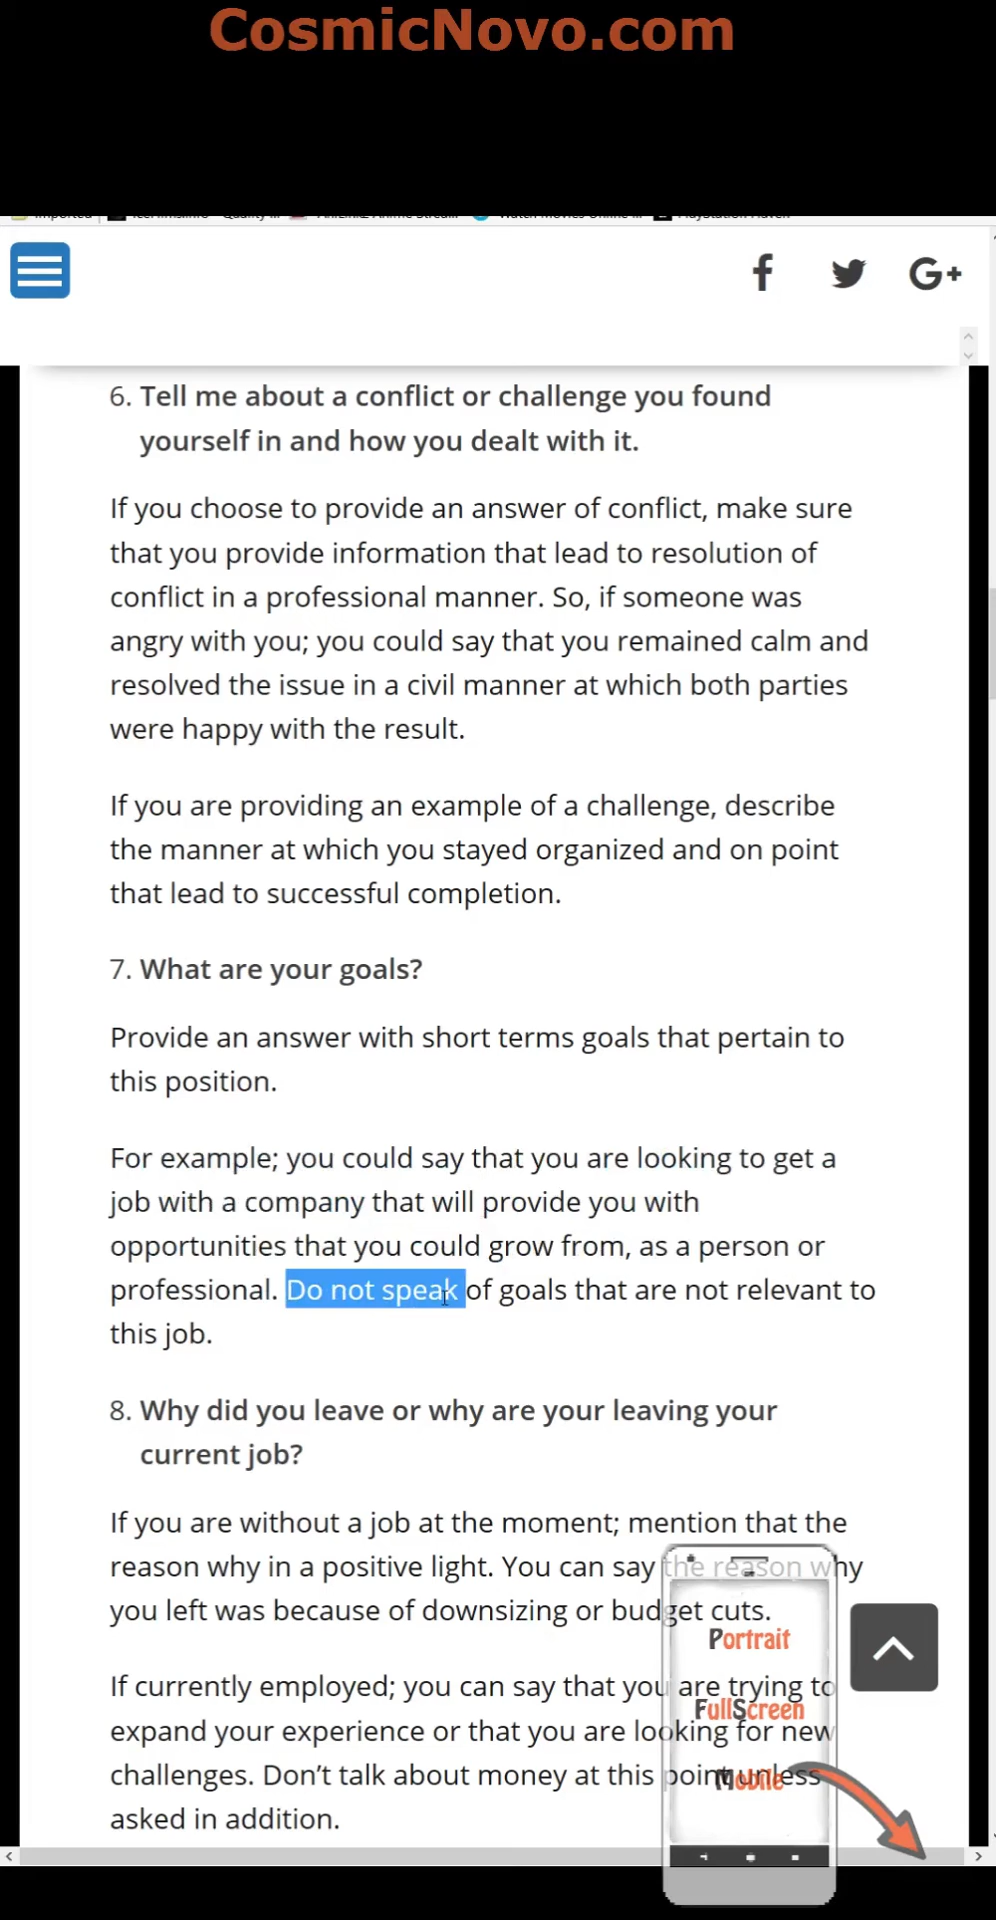 CosmicNovo.com
f G+
6. Tell me about a conflict or challenge you found
yourself in and how you dealt with it.
If you choose to provide an answer of conflict, make sure
that you provide information that lead to resolution of
conflict in a professional manner. So, if someone was
angry with you; you could say that you remained calm and
resolved the issue in a civil manner at which both parties
were happy with the result.
If you are providing an example of a challenge, describe
the manner at which you stayed organized and on point
that lead to successful completion.
7. What are your goals?
Provide an answer with short terms goals that pertain to
this position.
For example; you could say that you are looking to get a
job with a company that will provide you with
opportunities that you could grow from, as a person or
professional. Do not speak of goals that are not relevant to
this job.
8. Why did you leave or why are your leaving your
current job?
If you are without a job at the moment; mention that the
reason why in a positive light. You can say the reason why
you left was because of downsizing or budget cuts.
Portrait
If currently employed; you can say that you are trying to
FullScreen
expand your experience or that you are looking for new
challenges. Don't talk about money at this point unless
Mobile
asked in addition.